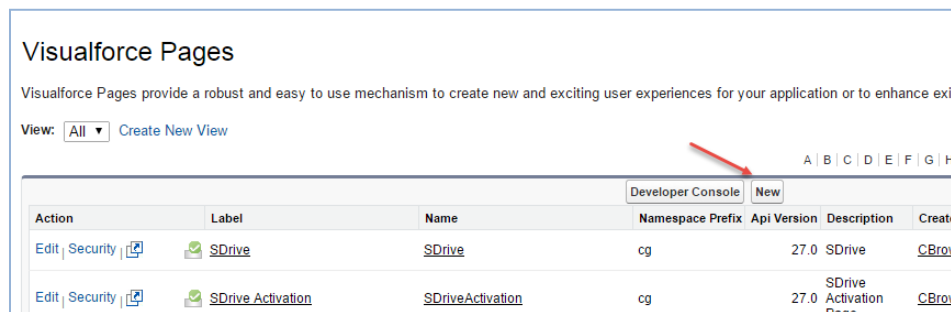 Visualforce Pages
Visualforce Pages provide a robust and easy to use mechanism to create new and exciting user experiences for your application or to enhance exi
View: All ▼ Create New View
A | B | C | D | E | F | G | H
Developer Console New
Action Label Name Namespace Prefix Api Version Description Create
Edit | Security | SDrive SDrive cg 27.0 SDrive CBrow
Edit | Security | SDrive Activation SDriveActivation cg 27.0 SDrive
Activation CBrow
Page